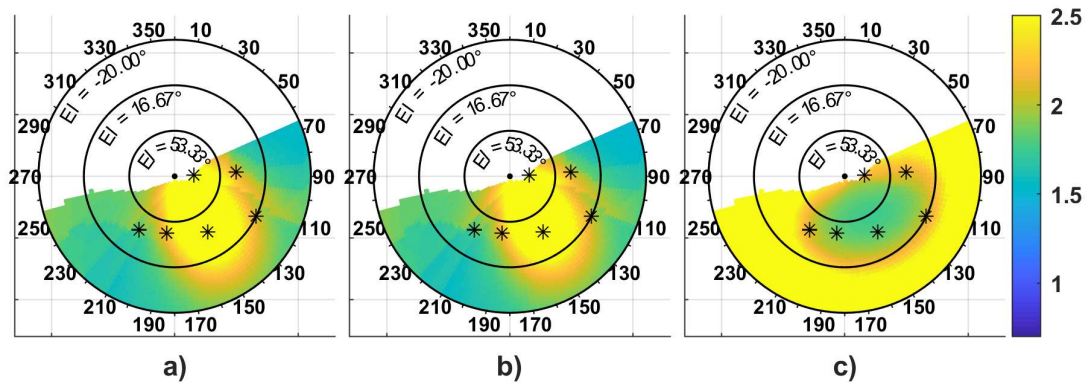 350 10
330 30
310 50
290 70
270 90
250 110
230 130
210 150
190 170
El = -20.00°
El = 16.67°
El = 53.33°
a)
350 10
330 30
310 50
290 70
270 90
250 110
230 130
210 150
190 170
El = -20.00°
El = 16.67°
El = 53.33°
b)
350 10
330 30
310 50
290 70
270 90
250 110
230 130
210 150
190 170
El = -20.00°
El = 16.67°
El = 53.33°
c)
2.5
2
1.5
1